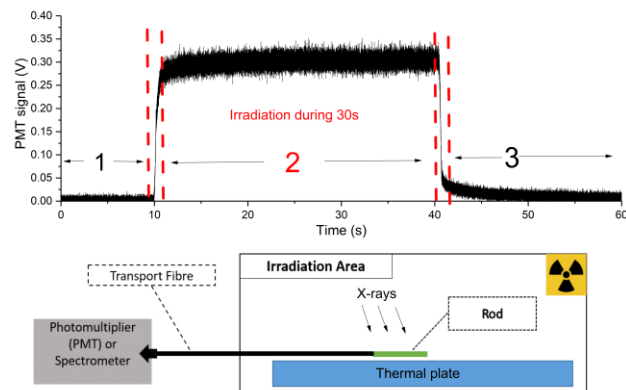 PMT signal (V)
0.40
0.35
0.30
0.25
0.20
0.15
0.10
0.05
0.00
Irradiation during 30s
1
2
3
0
10
20
30
40
50
60
Time (s)
Transport Fibre
Irradiation Area
X-rays
Rod
Photomultiplier
(PMT) or
Spectrometer
Thermal plate